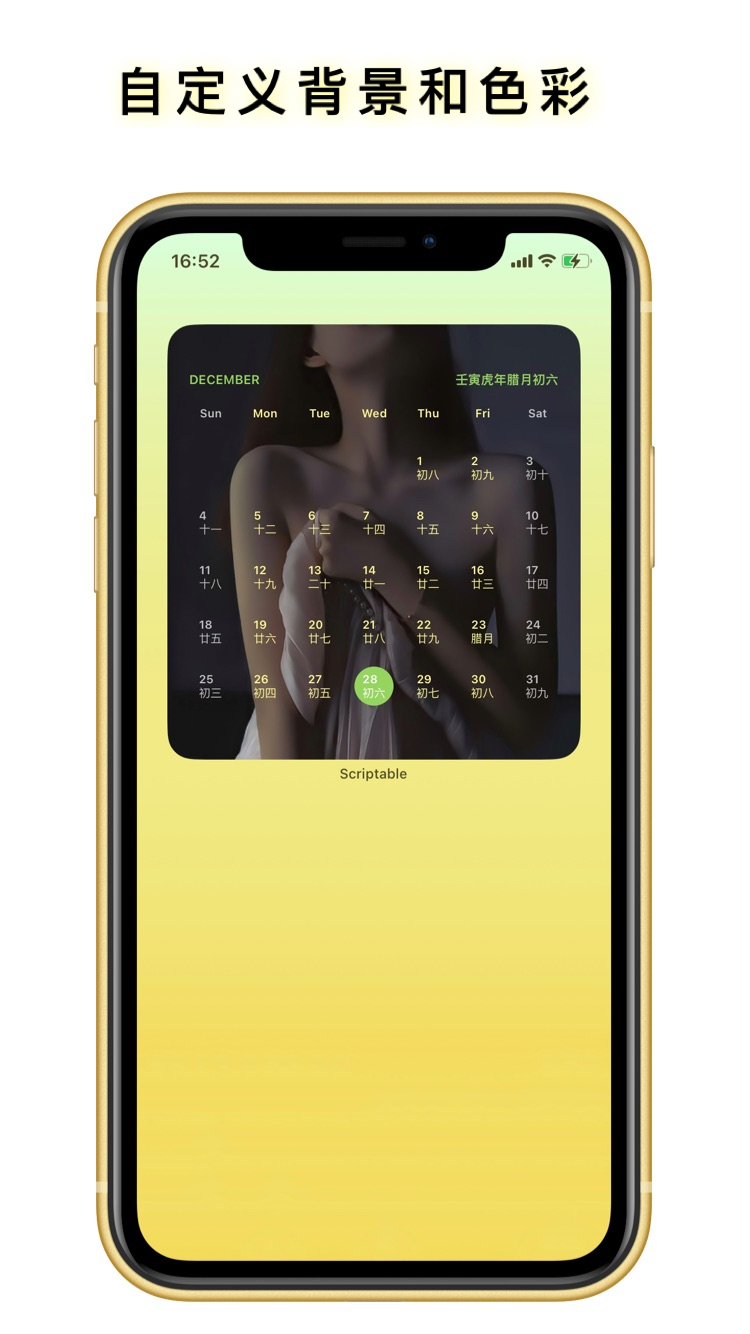 自定义背景和色彩
16:52
DECEMBER 壬寅虎年腊月初六
Sun Mon Tue Wed Thu Fri Sat
1 2 3
初八 初九 初十
4 5 6 7 8 9 10
十一 十二 十三 十四 十五 十六 十七
11 12 13 14 15 16 17
十八 十九 二十 廿一 廿二 廿三 廿四
18 19 20 21 22 23 24
廿五 廿六 廿七 廿八 廿九 腊月 初二
25 26 27 28 29 30 31
初三 初四 初五 初六 初七 初八 初九
Scriptable